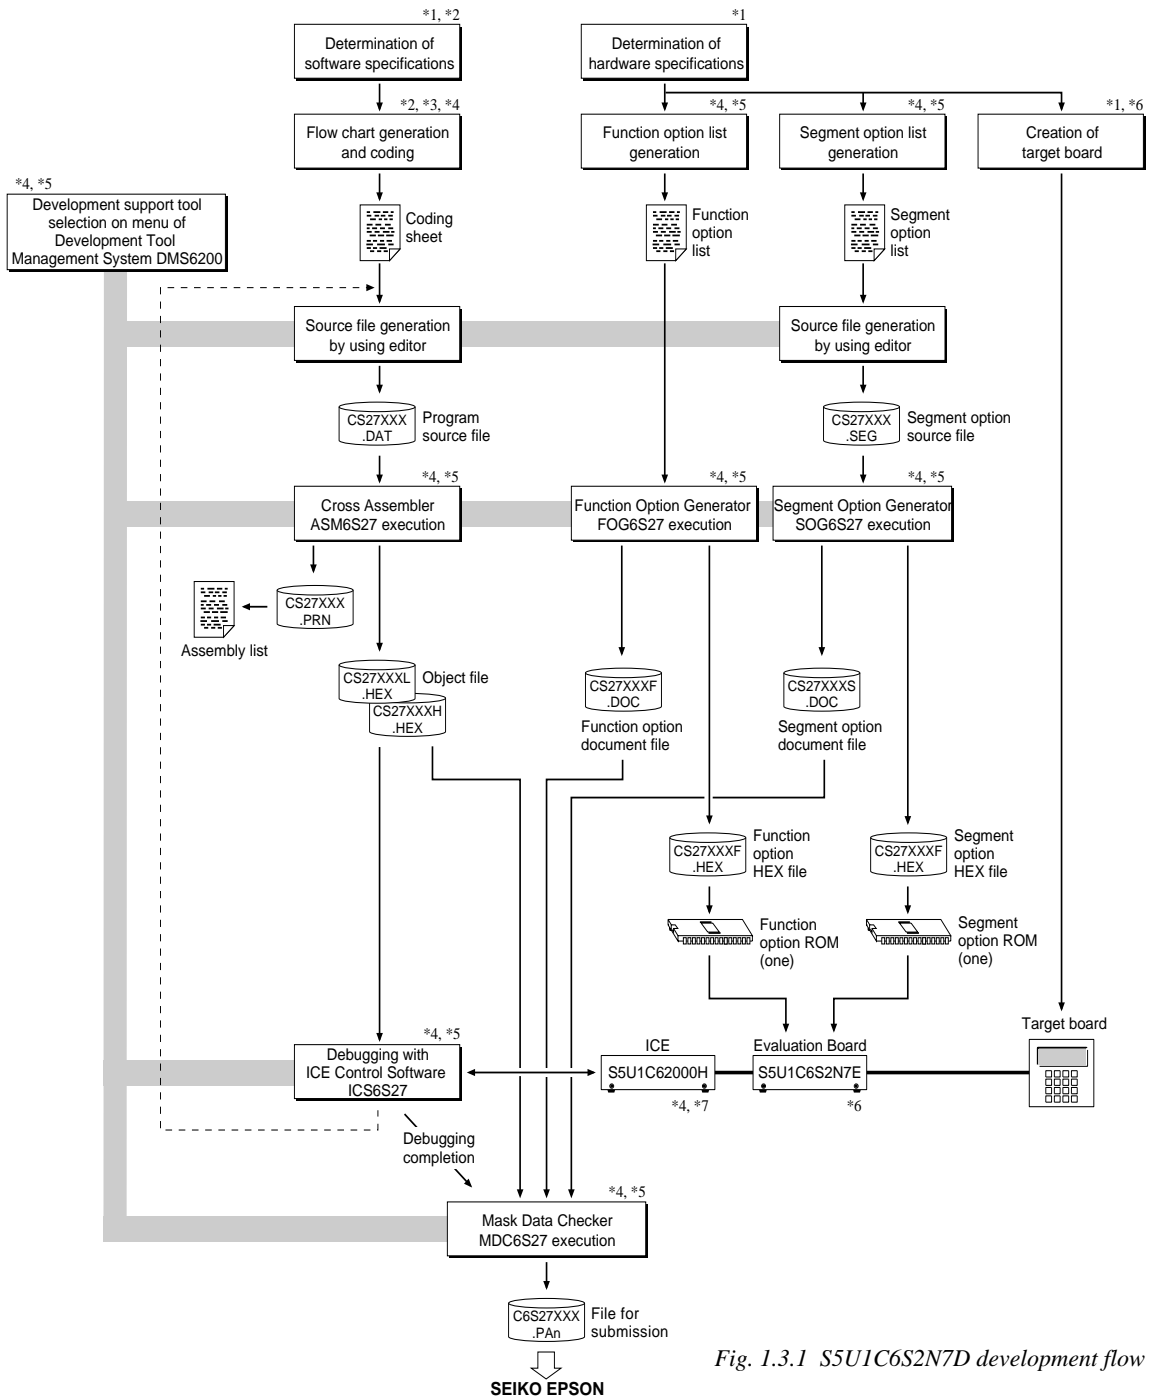 *1, *2
Determination of
software specifications
*1
Determination of
hardware specifications
*2, *3, *4
Flow chart generation
and coding
*4, *5
Function option list
generation
*4, *5
Segment option list
generation
*1, *6
Creation of
target board
*4, *5
Development support tool
selection on menu of
Development Tool
Management System DMS6200
Coding
sheet
Function
option
list
Segment
option
list
Source file generation
by using editor
Source file generation
by using editor
CS27XXX
.DAT
Program
source file
CS27XXX
.SEG
Segment option
source file
*4, *5
Cross Assembler
ASM6S27 execution
*4, *5
Function Option Generator
FOG6S27 execution
*4, *5
Segment Option Generator
SOG6S27 execution
CS27XXX
.PRN
Assembly list
CS27XXXL
.HEX
Object file
CS27XXXH
.HEX
CS27XXXF
.DOC
Function option
document file
CS27XXXS
.DOC
Segment option
document file
CS27XXXF
.HEX
Function
option
HEX file
CS27XXXF
.HEX
Segment
option
HEX file
Function
option ROM
(one)
Segment
option ROM
(one)
*4, *5
Debugging with
ICE Control Software
ICS6S27
ICE
S5U1C62000H
*4, *7
Evaluation Board
S5U1C6S2N7E
*6
Target board
Debugging
completion
*4, *5
Mask Data Checker
MDC6S27 execution
C6S27XXX
.PAn
File for
submission
SEIKO EPSON
Fig. 1.3.1 S5U1C6S2N7D development flow